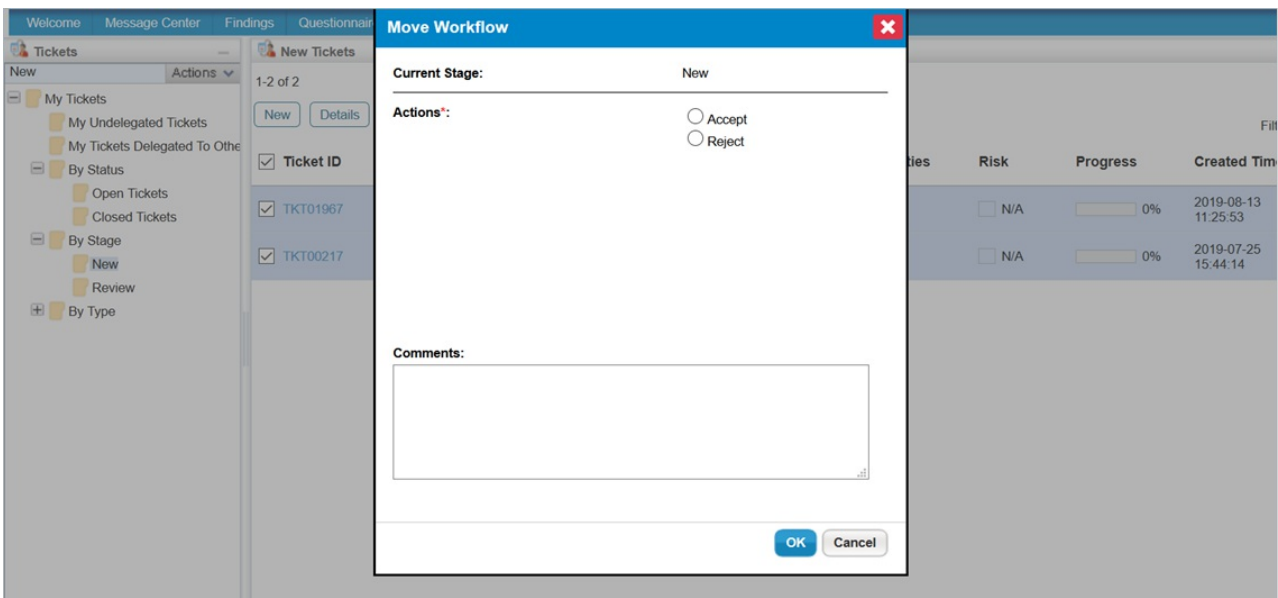 Welcome Message Center Findings Questionnair
Tickets
New Actions
My Tickets
My Undelegated Tickets
My Tickets Delegated To Othe
By Status
Open Tickets
Closed Tickets
By Stage
New
Review
By Type
New Tickets
1-2 of 2
New Details
Filt
Ticket ID ties Risk Progress Created Tim
TKT01967 N/A 0% 2019-08-13
11:25:53
TKT00217 N/A 0% 2019-07-25
15:44:14
Move Workflow
Current Stage: New
Actions*:
Accept
Reject
Comments:
OK Cancel